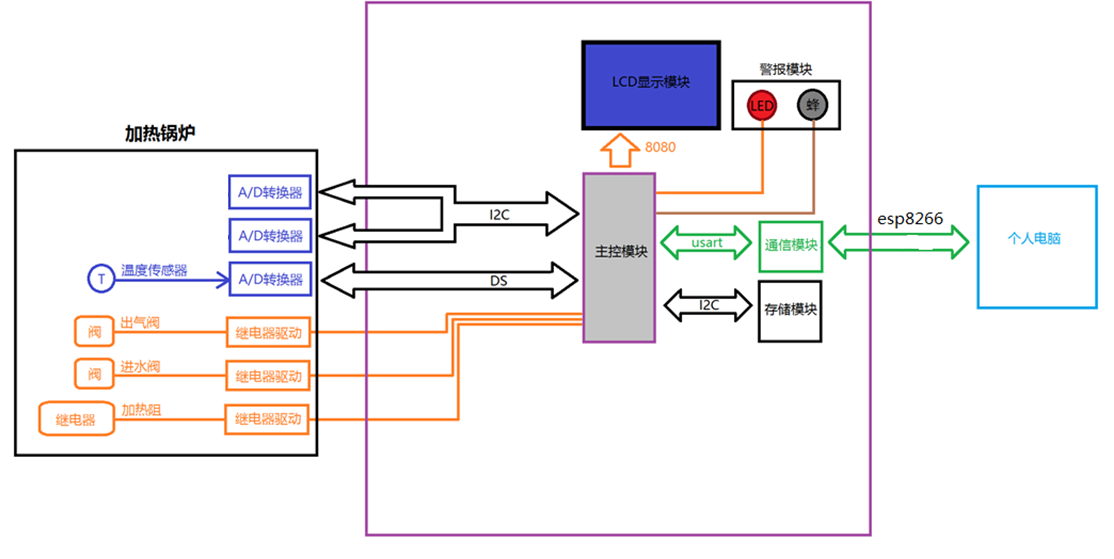 加热锅炉
A/D转换器
A/D转换器
T
温度传感器
A/D转换器
阀
出气阀
继电器驱动
阀
进水阀
继电器驱动
继电器
加热阻
继电器驱动
I2C
DS
LCD显示模块
8080
警报模块
LED
蜂
主控模块
usart
通信模块
I2C
存储模块
esp8266
个人电脑